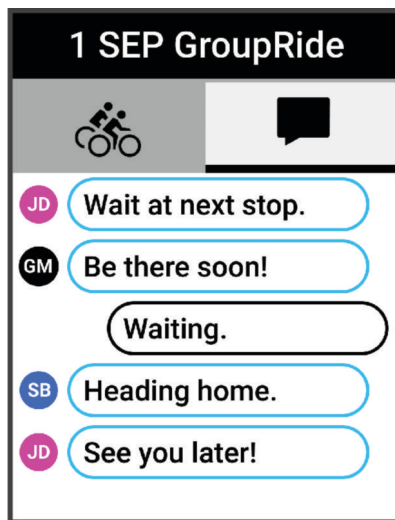 1 SEP GroupRide
JD Wait at next stop.
GM Be there soon!
Waiting.
SB Heading home.
JD See you later!